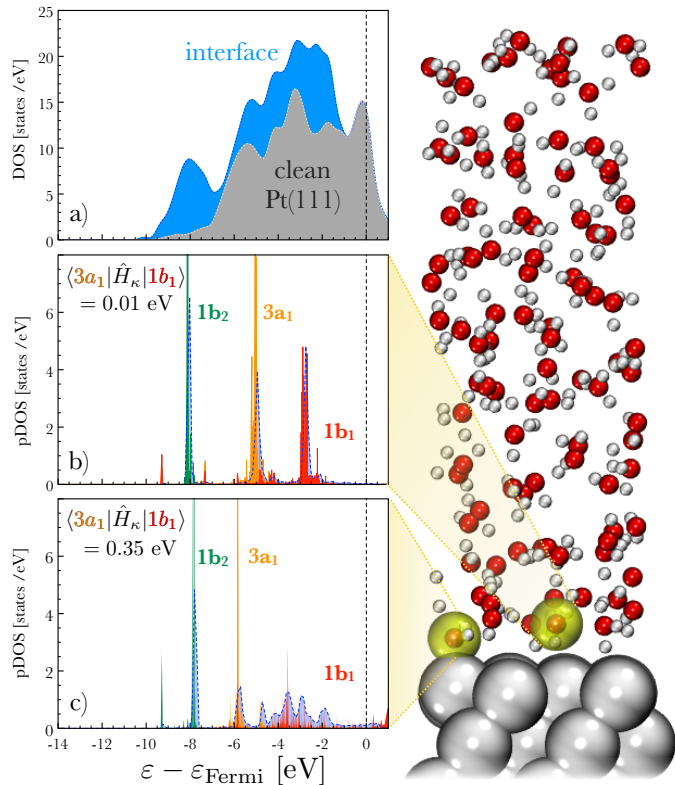 DOS [states / eV]
25
20
15
10
5
0
interface
clean
Pt(111)
a)
pDOS [states / eV]
6
4
2
0
⟨3a₁|Ĥκ|1b₁⟩
= 0.01 eV
1b₂
3a₁
1b₁
b)
pDOS [states / eV]
6
4
2
0
⟨3a₁|Ĥκ|1b₁⟩
= 0.35 eV
1b₂
3a₁
1b₁
c)
-14 -12 -10 -8 -6 -4 -2 0
ε − εFermi [eV]